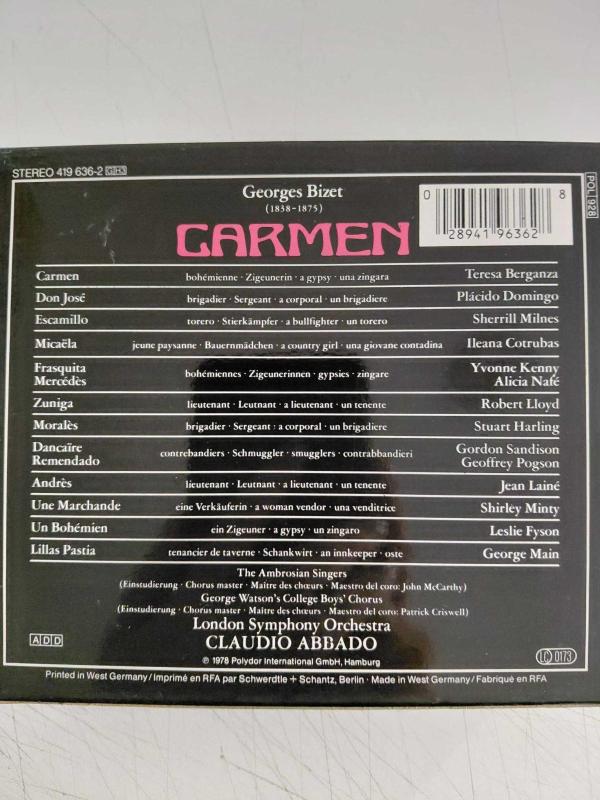 STEREO 419 636-2 GH3
POL 928
Georges Bizet
(1838-1875)
CARMEN
0 28941 96362 8
Carmen bohémienne · Zigeunerin · a gypsy · una zingara Teresa Berganza
Don José brigadier · Sergeant · a corporal · un brigadiere Plácido Domingo
Escamillo torero · Stierkämpfer · a bullfighter · un torero Sherrill Milnes
Micaëla jeune paysanne · Bauernmädchen · a country girl · una giovane contadina Ileana Cotrubas
Frasquita Yvonne Kenny
bohémiennes · Zigeunerinnen · gypsies · zingare
Mercédès Alicia Nafé
Zuniga lieutenant · Leutnant · a lieutenant · un tenente Robert Lloyd
Moralès brigadier · Sergeant · a corporal · un brigadiere Stuart Harling
Dancaïre Gordon Sandison
contrebandiers · Schmuggler · smugglers · contrabbandieri
Remendado Geoffrey Pogson
Andrès lieutenant · Leutnant · a lieutenant · un tenente Jean Lainé
Une Marchande eine Verkäuferin · a woman vendor · una venditrice Shirley Minty
Un Bohémien ein Zigeuner · a gypsy · un zingaro Leslie Fyson
Lillas Pastia tenancier de taverne · Schankwirt · an innkeeper · oste George Main
The Ambrosian Singers
(Einstudierung · Chorus master · Maître des chœurs · Maestro del coro: John McCarthy)
George Watson's College Boys' Chorus
(Einstudierung · Chorus master · Maître des chœurs · Maestro del coro: Patrick Criswell)
London Symphony Orchestra
CLAUDIO ABBADO
ADD
℗ 1978 Polydor International GmbH, Hamburg
LC 0173
Printed in West Germany / Imprimé en RFA par Schwerdtle + Schantz, Berlin · Made in West Germany / Fabriqué en RFA